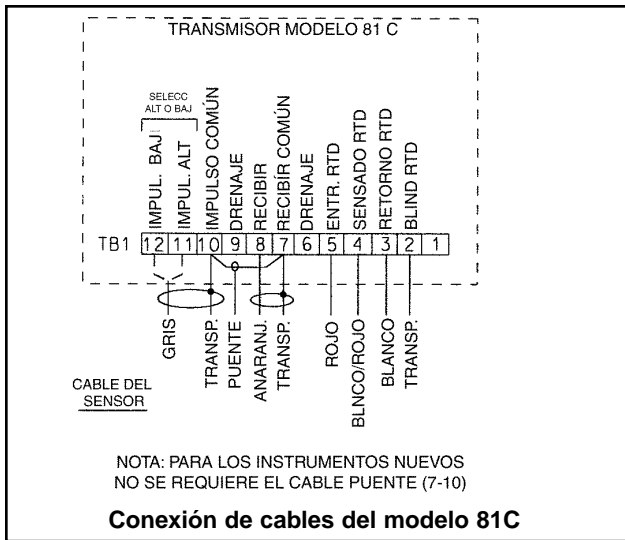 TRANSMISOR MODELO 81 C
SELECC
ALT O BAJ
IMPUL. BAJ
IMPUL. ALT
IMPULSO COMÚN
DRENAJE
RECIBIR
RECIBÍR COMÚN
DRENAJE
ENTR. RTD
SENSADO RTD
RETORNO RTD
BLIND RTD
TB1 12 11 10 9 8 7 6 5 4 3 2 1
GRIS
TRANSP.
PUENTE
ANARANJ.
TRANSP.
ROJO
BLNCO/ROJO
BLANCO
TRANSP.
CABLE DEL
SENSOR
NOTA: PARA LOS INSTRUMENTOS NUEVOS
NO SE REQUIERE EL CABLE PUENTE (7-10)
Conexión de cables del modelo 81C